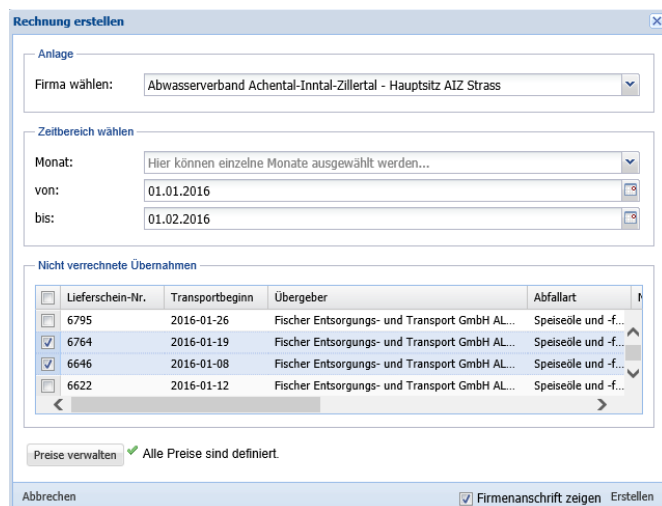 Rechnung erstellen
Anlage
Firma wählen: Abwasserverband Achental-Inntal-Zillertal - Hauptsitz AIZ Strass
Zeitbereich wählen
Monat: Hier können einzelne Monate ausgewählt werden...
von: 01.01.2016
bis: 01.02.2016
Nicht verrechnete Übernahmen
Lieferschein-Nr. Transportbeginn Übergeber Abfallart
6795 2016-01-26 Fischer Entsorgungs- und Transport GmbH AL... Speiseöle und -f...
6764 2016-01-19 Fischer Entsorgungs- und Transport GmbH AL... Speiseöle und -f...
6646 2016-01-08 Fischer Entsorgungs- und Transport GmbH AL... Speiseöle und -f...
6622 2016-01-12 Fischer Entsorgungs- und Transport GmbH AL... Speiseöle und -f...
Preise verwalten Alle Preise sind definiert.
Abbrechen Firmenanschrift zeigen Erstellen